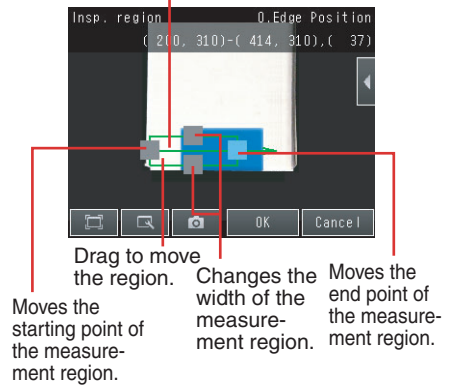 Insp. region 0.Edge Position
( 200, 310)-( 414, 310),( 37)
OK Cancel
Drag to move
the region.
Changes the
width of the
measure-
ment region.
Moves the
end point of
the measure-
ment region.
Moves the
starting point of
the measure-
ment region.